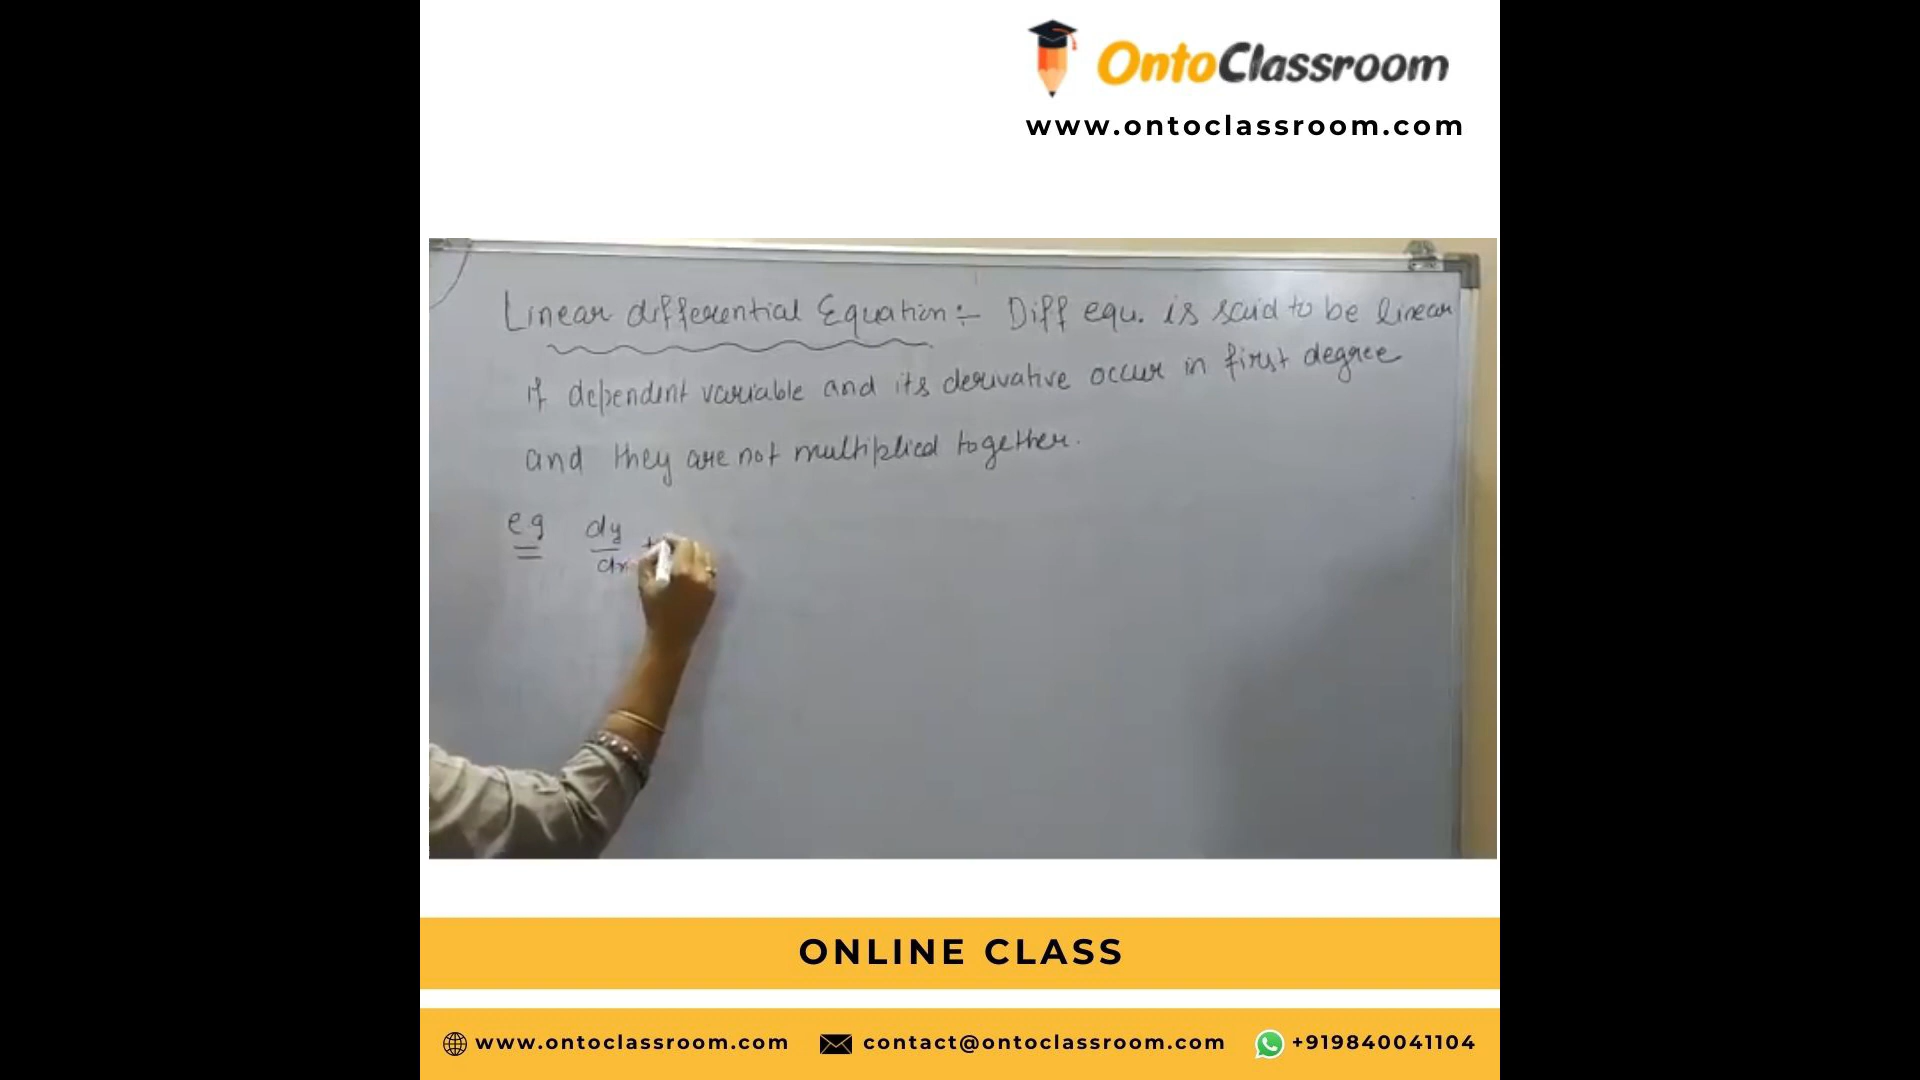 OntoClassroom
www.ontoclassroom.com
Linear differential Equation :- Diff equ. is said to be linear
if dependent variable and its derivative occur in first degree
and they are not multiplied together.
eg dy
dx +
ONLINE CLASS
www.ontoclassroom.com contact@ontoclassroom.com +919840041104